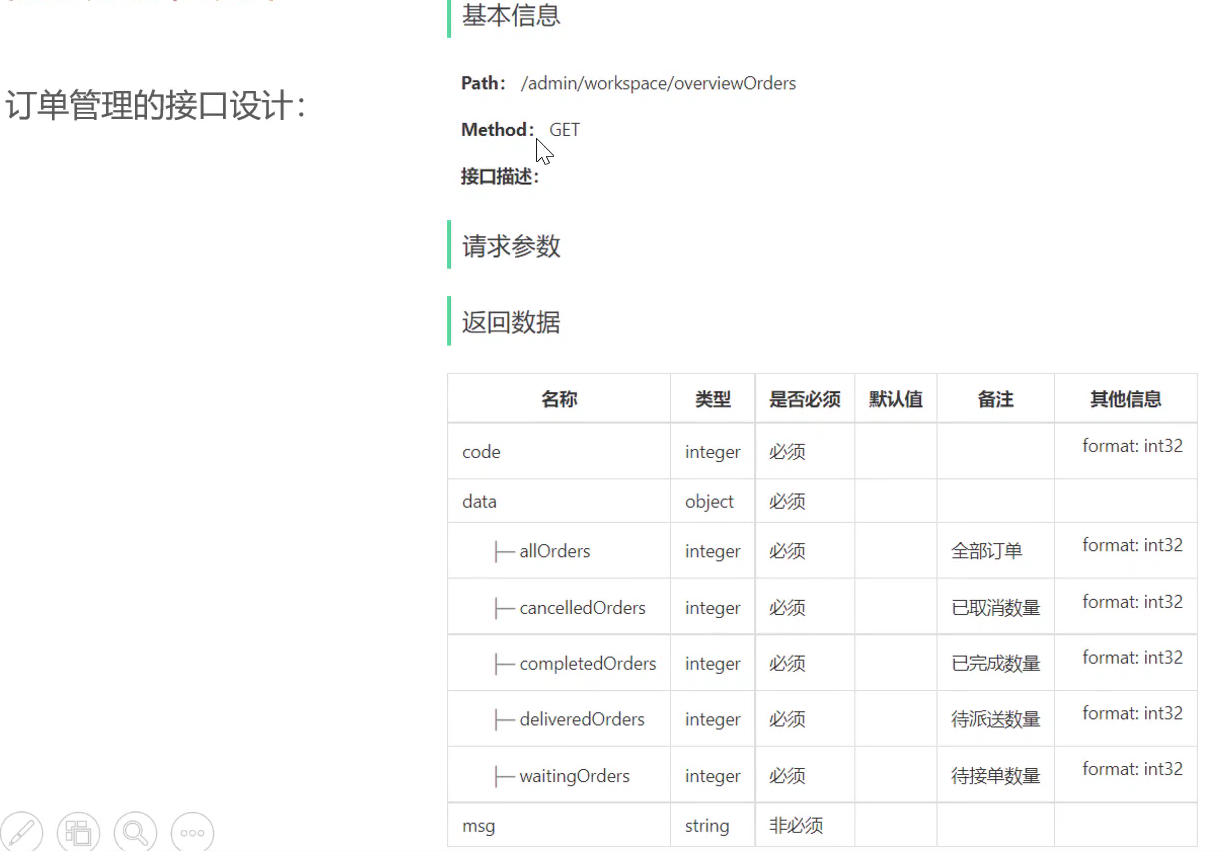 订单管理的接口设计：
基本信息
Path： /admin/workspace/overviewOrders
Method： GET
接口描述：
请求参数
返回数据
名称 类型 是否必须 默认值 备注 其他信息
code integer 必须 format: int32
data object 必须
├─ allOrders integer 必须 全部订单 format: int32
├─ cancelledOrders integer 必须 已取消数量 format: int32
├─ completedOrders integer 必须 已完成数量 format: int32
├─ deliveredOrders integer 必须 待派送数量 format: int32
├─ waitingOrders integer 必须 待接单数量 format: int32
msg string 非必须